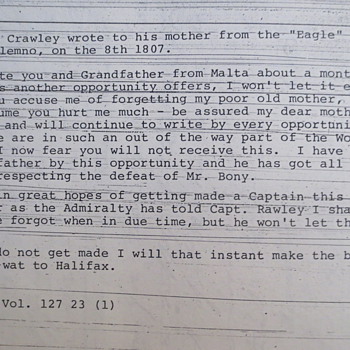 Crawley wrote to his mother from the "Eagle"
lemno, on the 8th 1807.
te you and Grandfather from Malta about a mont
s another opportunity offers, I won't let it e
u accuse me of forgetting my poor old mother,
ume you hurt me much - be assured my dear moth
and will continue to write by every opportuni
e are in such an out of the way part of the Wo
I now fear you will not receive this. I have
father by this opportunity and he has got all
respecting the defeat of Mr. Bony.
in great hopes of getting made a Captain this
r as the Admiralty has told Capt. Rawley I sha
e forgot when in due time, but he won't let th
do not get made I will that instant make the b
-wat to Halifax.
Vol. 127 23 (1)